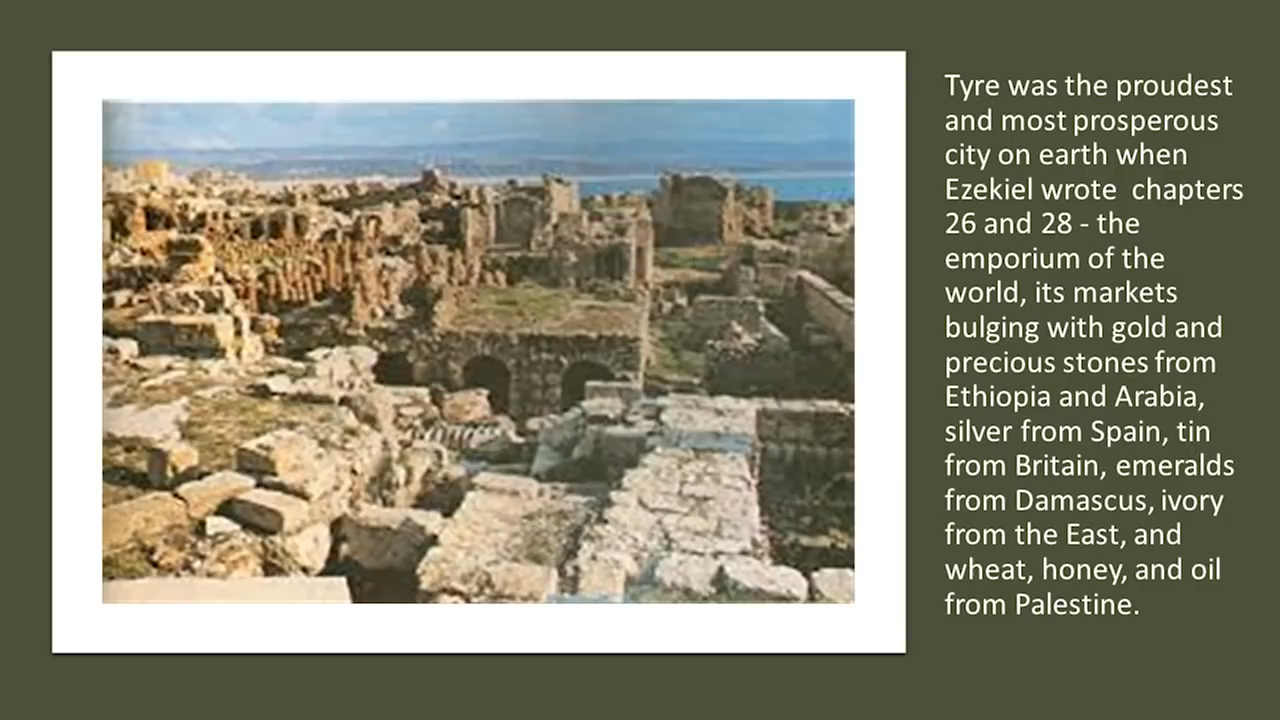 Tyre was the proudest
and most prosperous
city on earth when
Ezekiel wrote  chapters
26 and 28 - the
emporium of the
world, its markets
bulging with gold and
precious stones from
Ethiopia and Arabia,
silver from Spain, tin
from Britain, emeralds
from Damascus, ivory
from the East, and
wheat, honey, and oil
from Palestine.